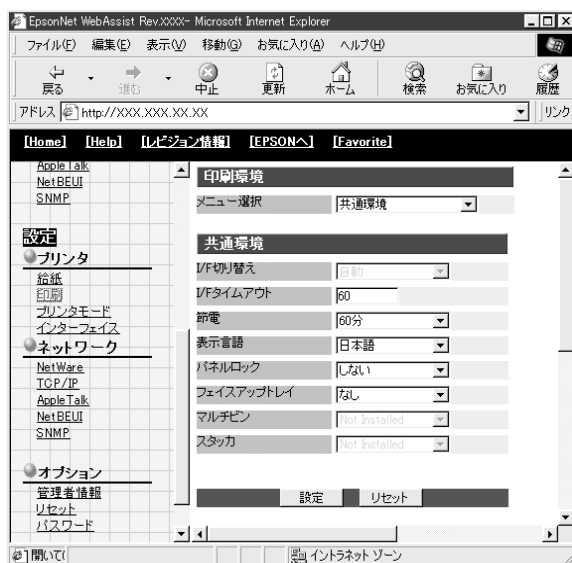 EpsonNet WebAssist Rev.XXXX- Microsoft Internet Explorer
ファイル(F) 編集(E) 表示(V) 移動(G) お気に入り(A) ヘルプ(H)
戻る 進む 中止 更新 ホーム 検索 お気に入り 履歴
アドレス http://XXX.XXX.XX.XX リンク
[Home] [Help] [レビジョン情報] [EPSONへ] [Favorite]
AppleTalk
NetBEUI
SNMP
設定
プリンタ
給紙
印刷
プリンタモード
インターフェイス
ネットワーク
NetWare
TCP/IP
AppleTalk
NetBEUI
SNMP
オプション
管理者情報
リセット
パスワード
印刷環境
メニュー選択 共通環境
共通環境
I/F切り替え 自動
I/Fタイムアウト 60
節電 60分
表示言語 日本語
パネルロック しない
フェイスアップトレイ なし
マルチビン Not Installed
スタッカ Not Installed
設定 リセット
開いて( イントラネット ゾーン